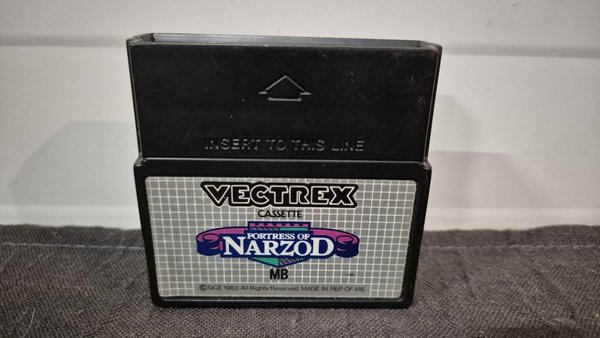 INSERT TO THIS LINE
VECTREX
CASSETTE
FORTRESS OF
NARZOD
MB
©GCE 1983. All Rights Reserved. MADE IN REP OF IRE.